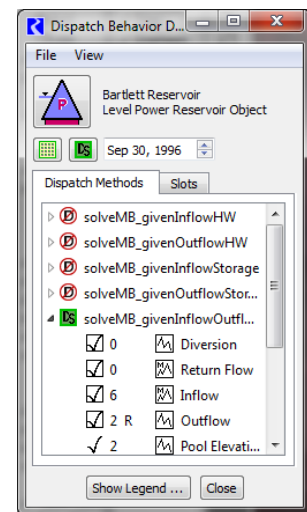 Dispatch Behavior D...
File View
P
Bartlett Reservoir
Level Power Reservoir Object
Ds Sep 30, 1996
Dispatch Methods Slots
D solveMB_givenInflowHW
D solveMB_givenOutflowHW
D solveMB_givenInflowStorage
D solveMB_givenOutflowStor...
Ds solveMB_givenInflowOutfl...
0 Diversion
0 Return Flow
6 Inflow
2 R Outflow
2 Pool Elevati...
Show Legend ... Close